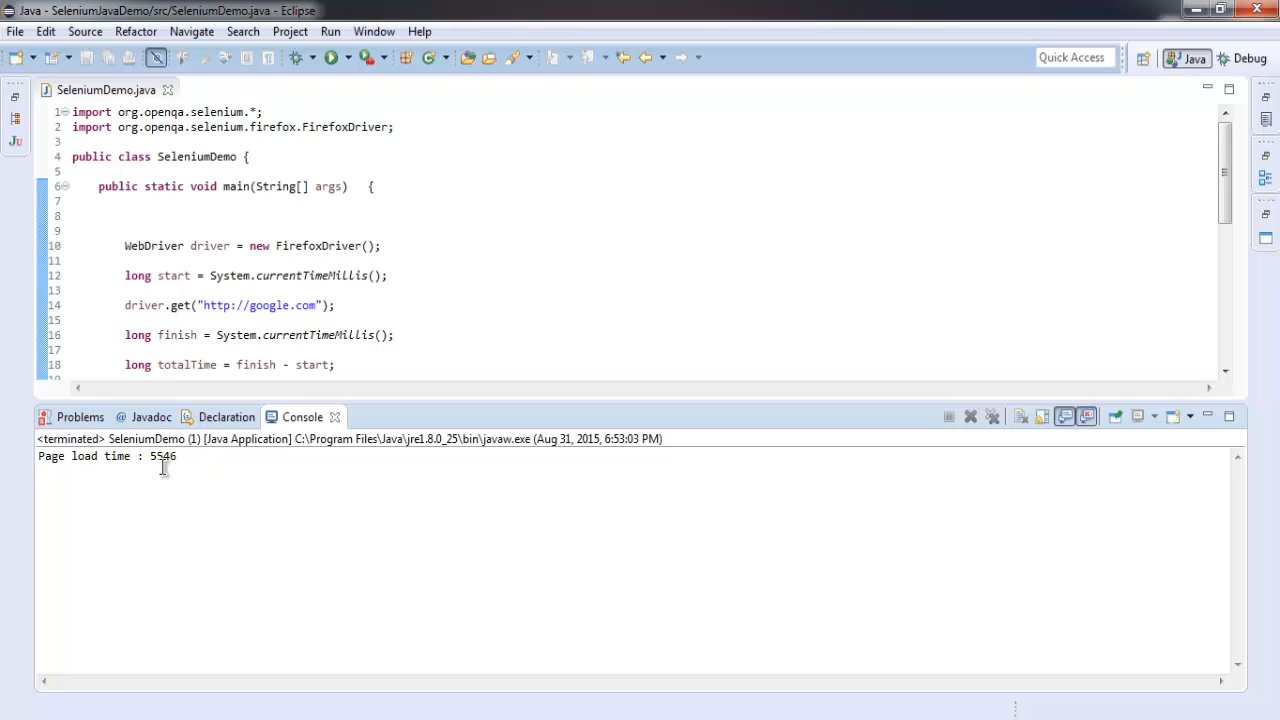 Java - SeleniumJavaDemo/src/SeleniumDemo.java - Eclipse
File Edit Source Refactor Navigate Search Project Run Window Help
Quick Access Java Debug
SeleniumDemo.java
1 import org.openqa.selenium.*;
2 import org.openqa.selenium.firefox.FirefoxDriver;
3
4 public class SeleniumDemo {
5
6 public static void main(String[] args) {
7
8
9
10 WebDriver driver = new FirefoxDriver();
11
12 long start = System.currentTimeMillis();
13
14 driver.get("http://google.com");
15
16 long finish = System.currentTimeMillis();
17
18 long totalTime = finish - start;
19
Problems @ Javadoc Declaration Console
<terminated> SeleniumDemo (1) [Java Application] C:\Program Files\Java\jre1.8.0_25\bin\javaw.exe (Aug 31, 2015, 6:53:03 PM)
Page load time : 5546